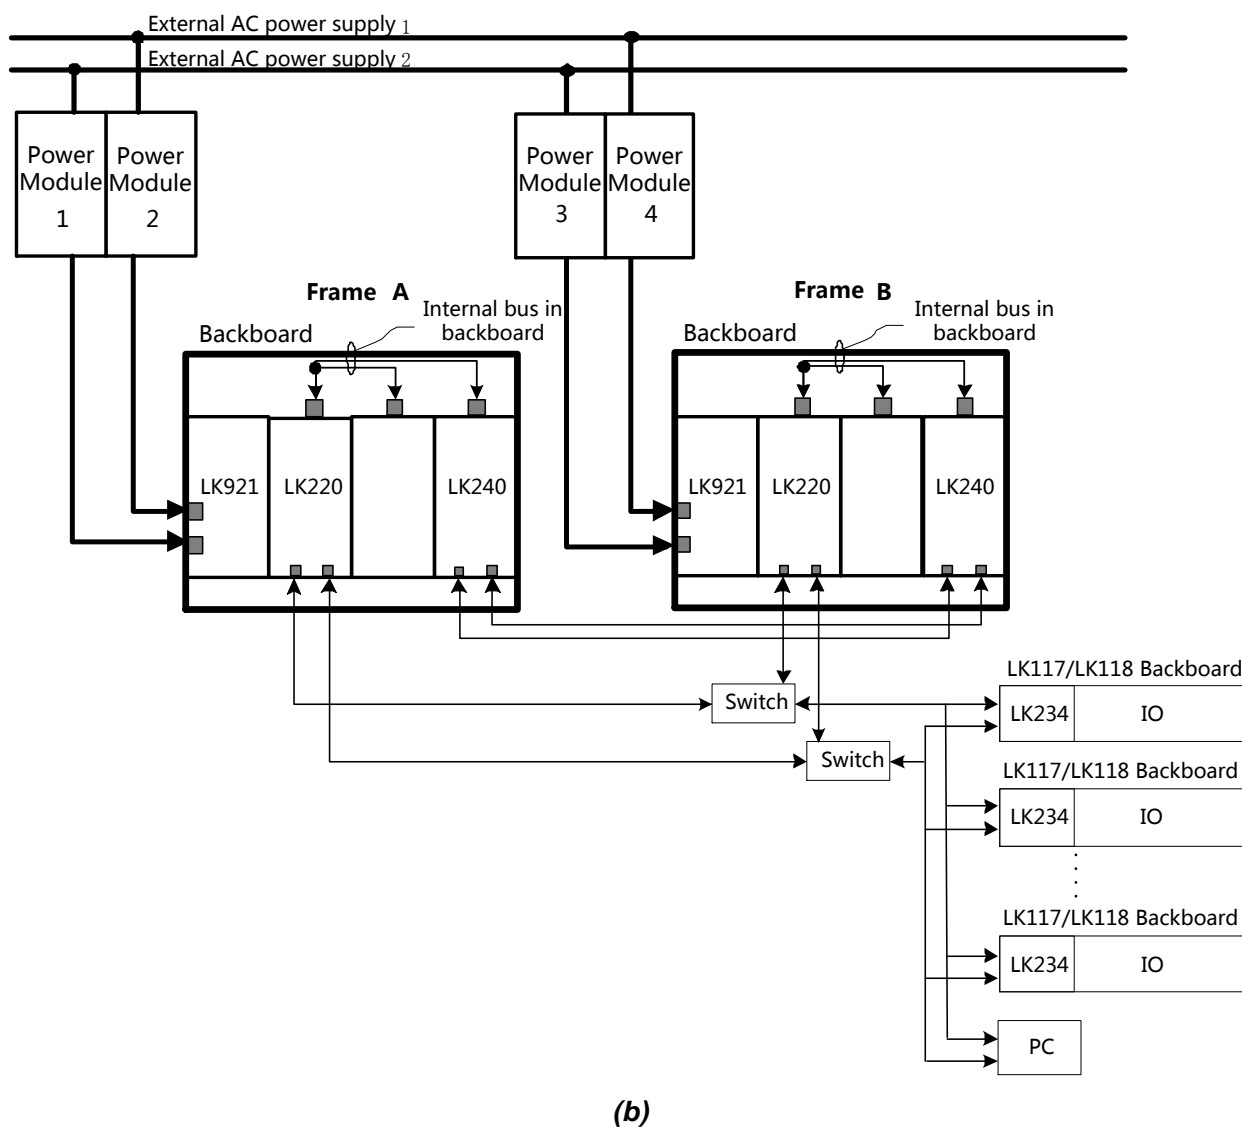 External AC power supply 1
External AC power supply 2
Power
Module
1
Power
Module
2
Power
Module
3
Power
Module
4
Frame A
Internal bus in
backboard
Backboard
Frame B
Internal bus in
backboard
Backboard
LK921
LK220
LK240
LK921
LK220
LK240
LK117/LK118 Backboard
Switch
LK234
IO
Switch
LK117/LK118 Backboard
LK234
IO
LK117/LK118 Backboard
LK234
IO
PC
(b)